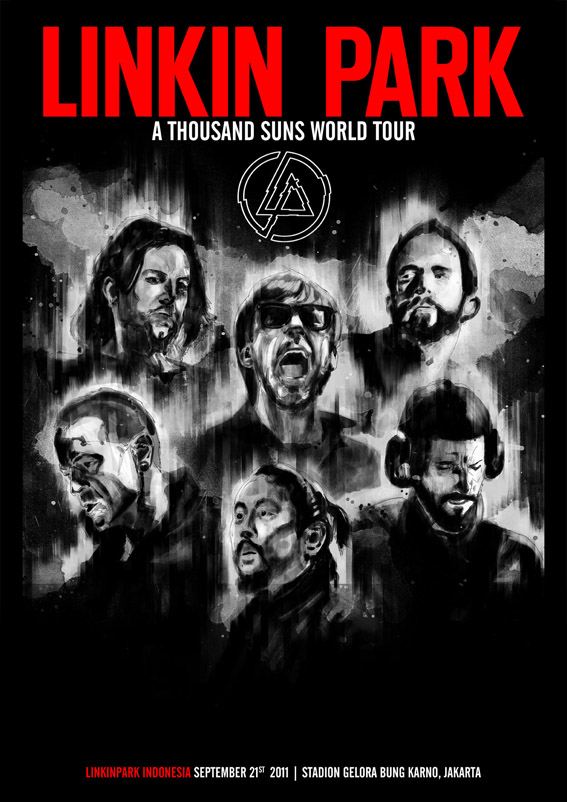 LINKIN PARK
A THOUSAND SUNS WORLD TOUR
LINKINPARK INDONESIA SEPTEMBER 21ST 2011 | STADION GELORA BUNG KARNO, JAKARTA